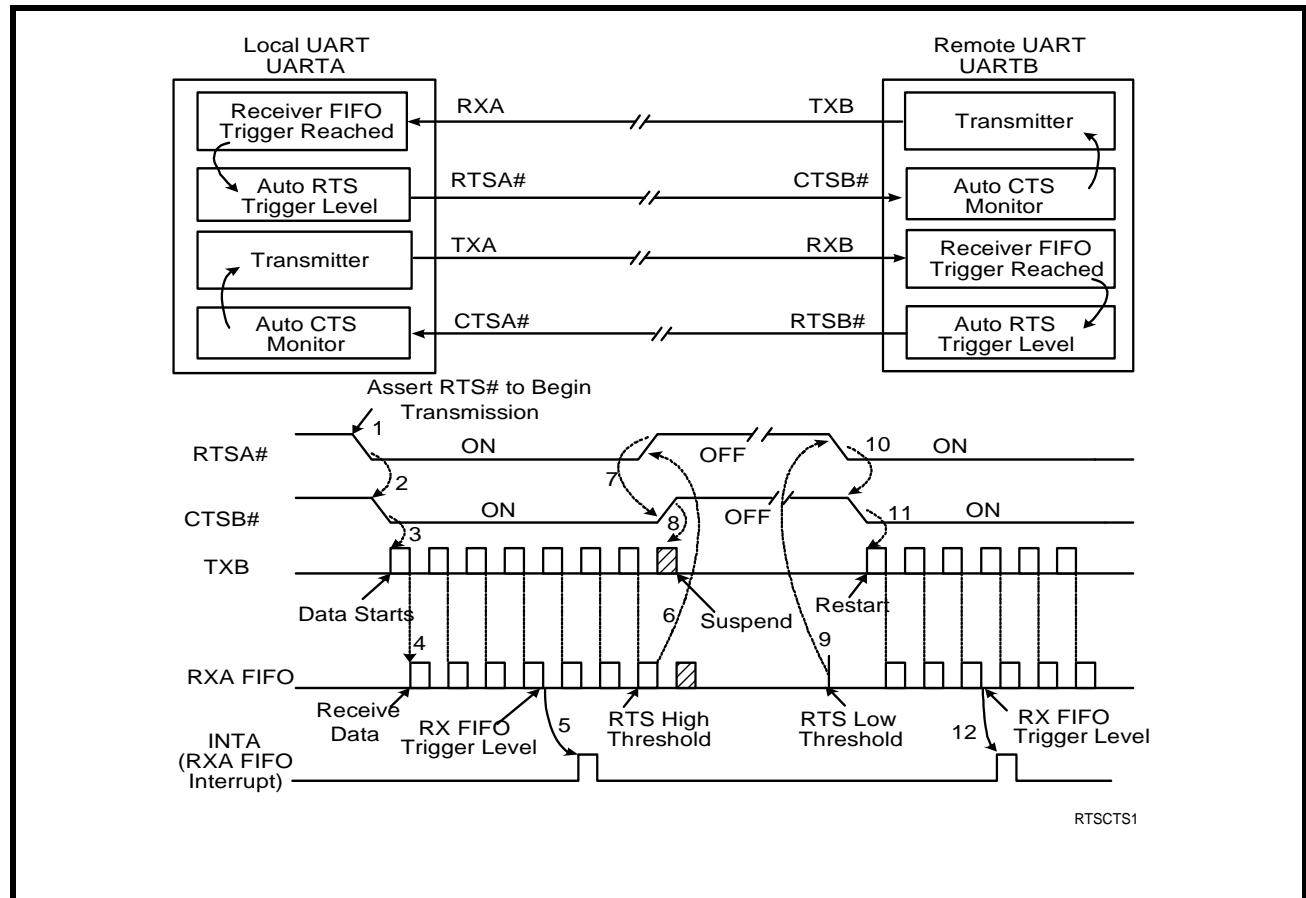 Local UART
UARTA
Remote UART
UARTB
Receiver FIFO
Trigger Reached
RXA
TXB
Transmitter
Auto RTS
Trigger Level
RTSA#
CTSB#
Auto CTS
Monitor
Transmitter
TXA
RXB
Receiver FIFO
Trigger Reached
Auto CTS
Monitor
CTSA#
RTSB#
Auto RTS
Trigger Level
Assert RTS# to Begin
Transmission
RTSA#
1
ON
OFF
10
ON
2
7
CTSB#
ON
OFF
11
3
8
TXB
Data Starts
6
Suspend
Restart
4
9
RXA FIFO
Receive
Data
RX FIFO
Trigger Level
5
RTS High
Threshold
RTS Low
Threshold
12
RX FIFO
Trigger Level
INTA
(RXA FIFO
Interrupt)
RTSCTS1